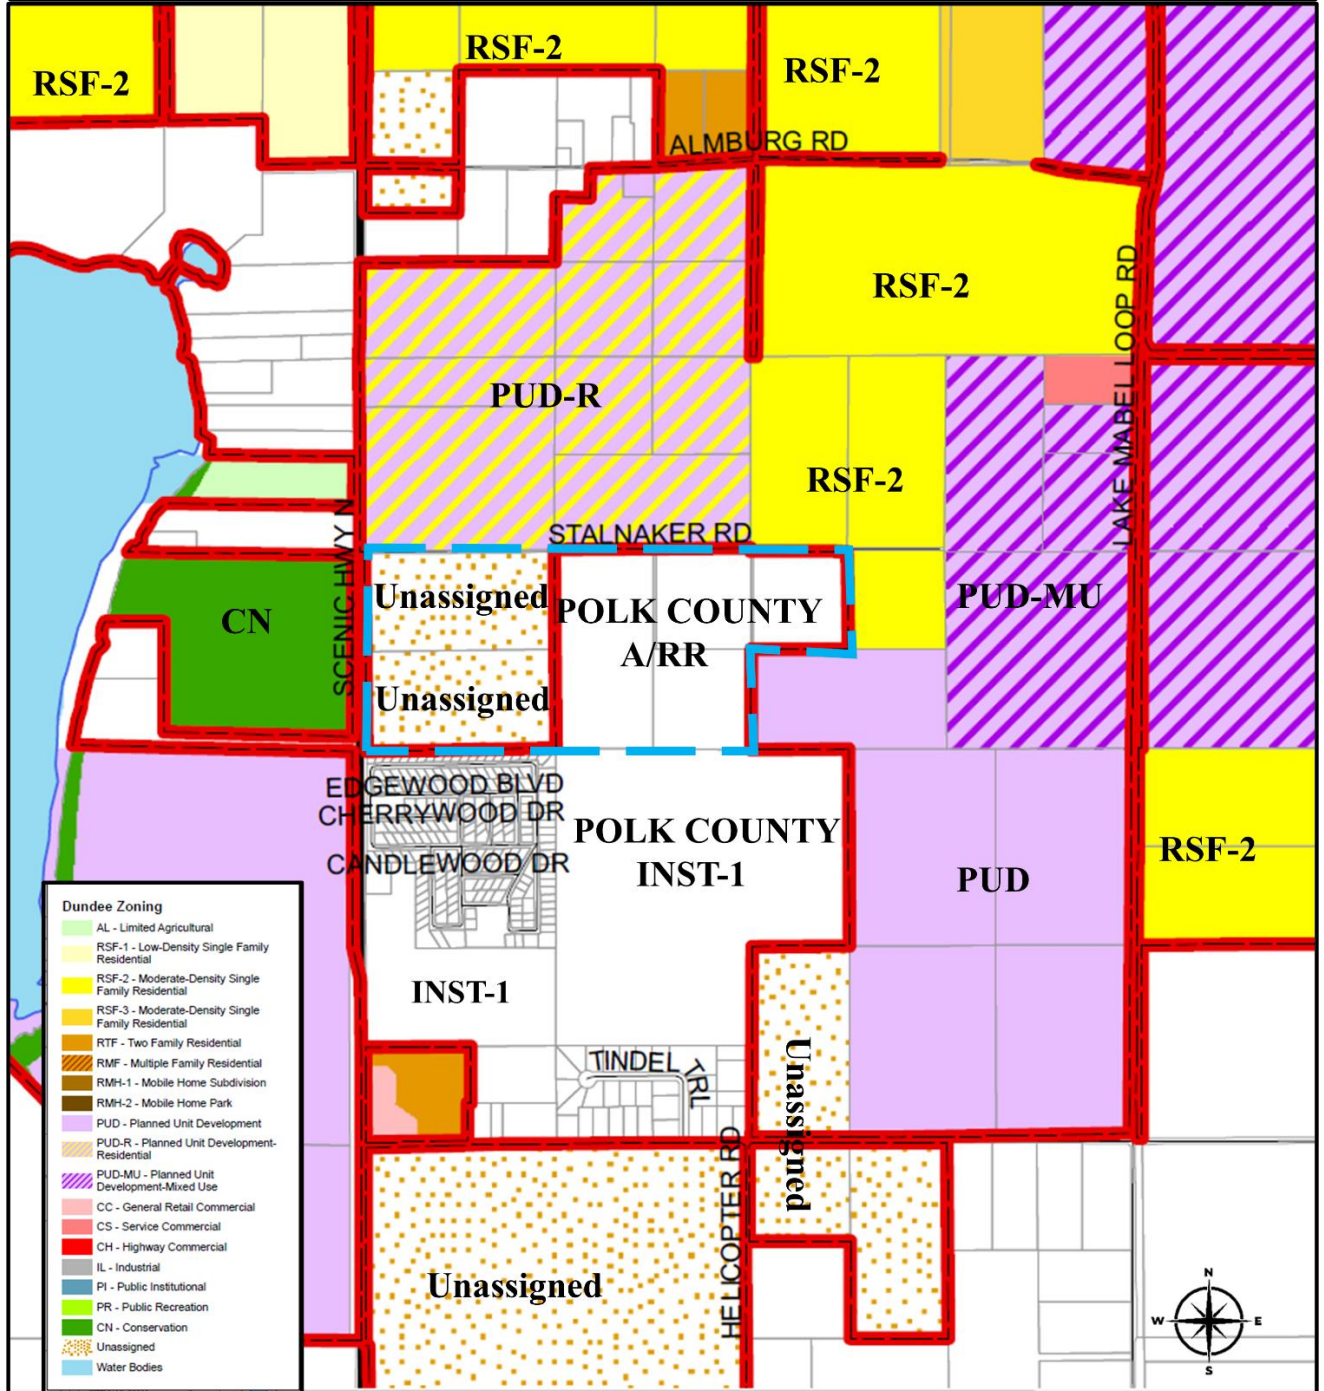 RSF-2
RSF-2
RSF-2
ALMBURG RD
RSF-2
LAKE MABEL LOOP RD
PUD-R
RSF-2
STALNAKER RD
SCENIC HWY N
Unassigned
POLK COUNTY
A/RR
PUD-MU
CN
Unassigned
EDGEWOOD BLVD
CHERRYWOOD DR
CANDLEWOOD DR
POLK COUNTY
INST-1
PUD
RSF-2
INST-1
TINDEL TRL
Unassigned
HELICOPTER RD
Unassigned
Dundee Zoning
AL - Limited Agricultural
RSF-1 - Low-Density Single Family
Residential
RSF-2 - Moderate-Density Single
Family Residential
RSF-3 - Moderate-Density Single
Family Residential
RTF - Two Family Residential
RMF - Multiple Family Residential
RMH-1 - Mobile Home Subdivision
RMH-2 - Mobile Home Park
PUD - Planned Unit Development
PUD-R - Planned Unit Development-
Residential
PUD-MU - Planned Unit
Development-Mixed Use
CC - General Retail Commercial
CS - Service Commercial
CH - Highway Commercial
IL - Industrial
PI - Public Institutional
PR - Public Recreation
CN - Conservation
Unassigned
Water Bodies
N
W
E
S